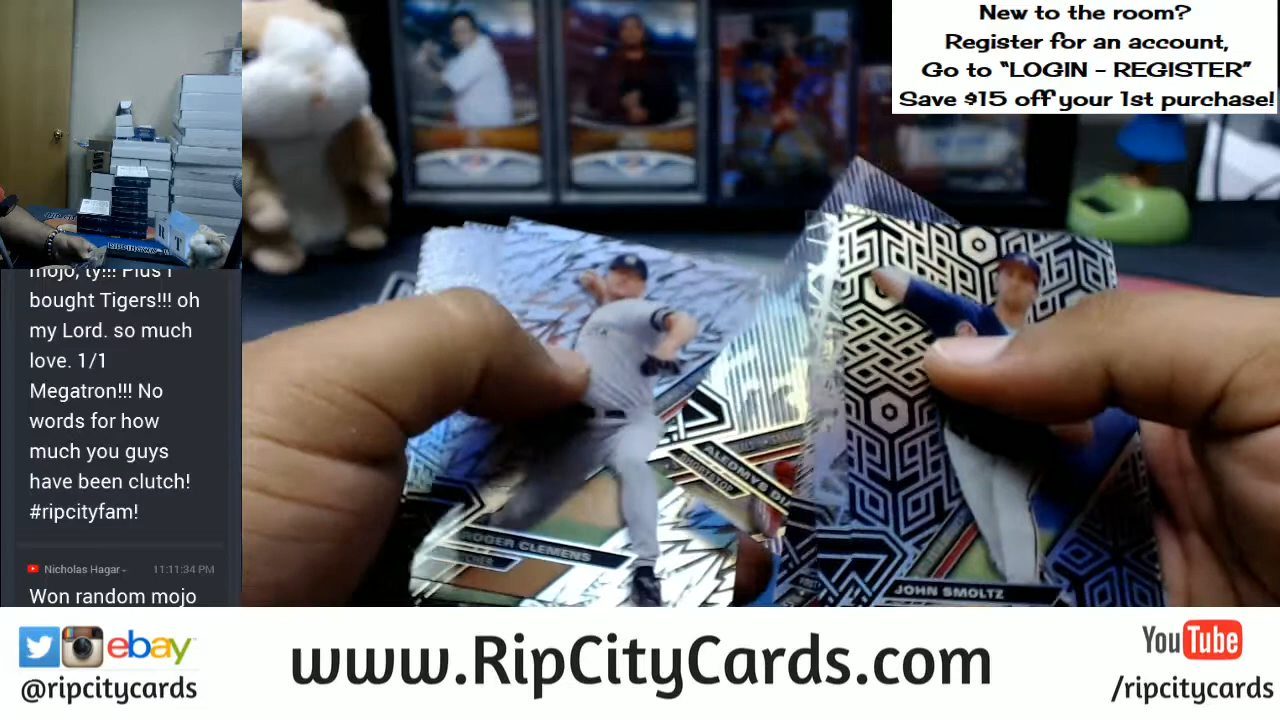 New to the room?
Register for an account,
Go to “LOGIN - REGISTER”
Save $15 off your 1st purchase!
mojo, ty!!! Plus I
bought Tigers!!! oh
my Lord. so much
love. 1/1
Megatron!!! No
words for how
much you guys
have been clutch!
#ripcityfam!
Nicholas Hagar
11:11:34 PM
Won random mojo
ALEDMYS
SHORTSTOP
ROGER CLEMENS
JOHN SMOLTZ
ebay
@ripcitycards
www.RipCityCards.com
YouTube
/ripcitycards